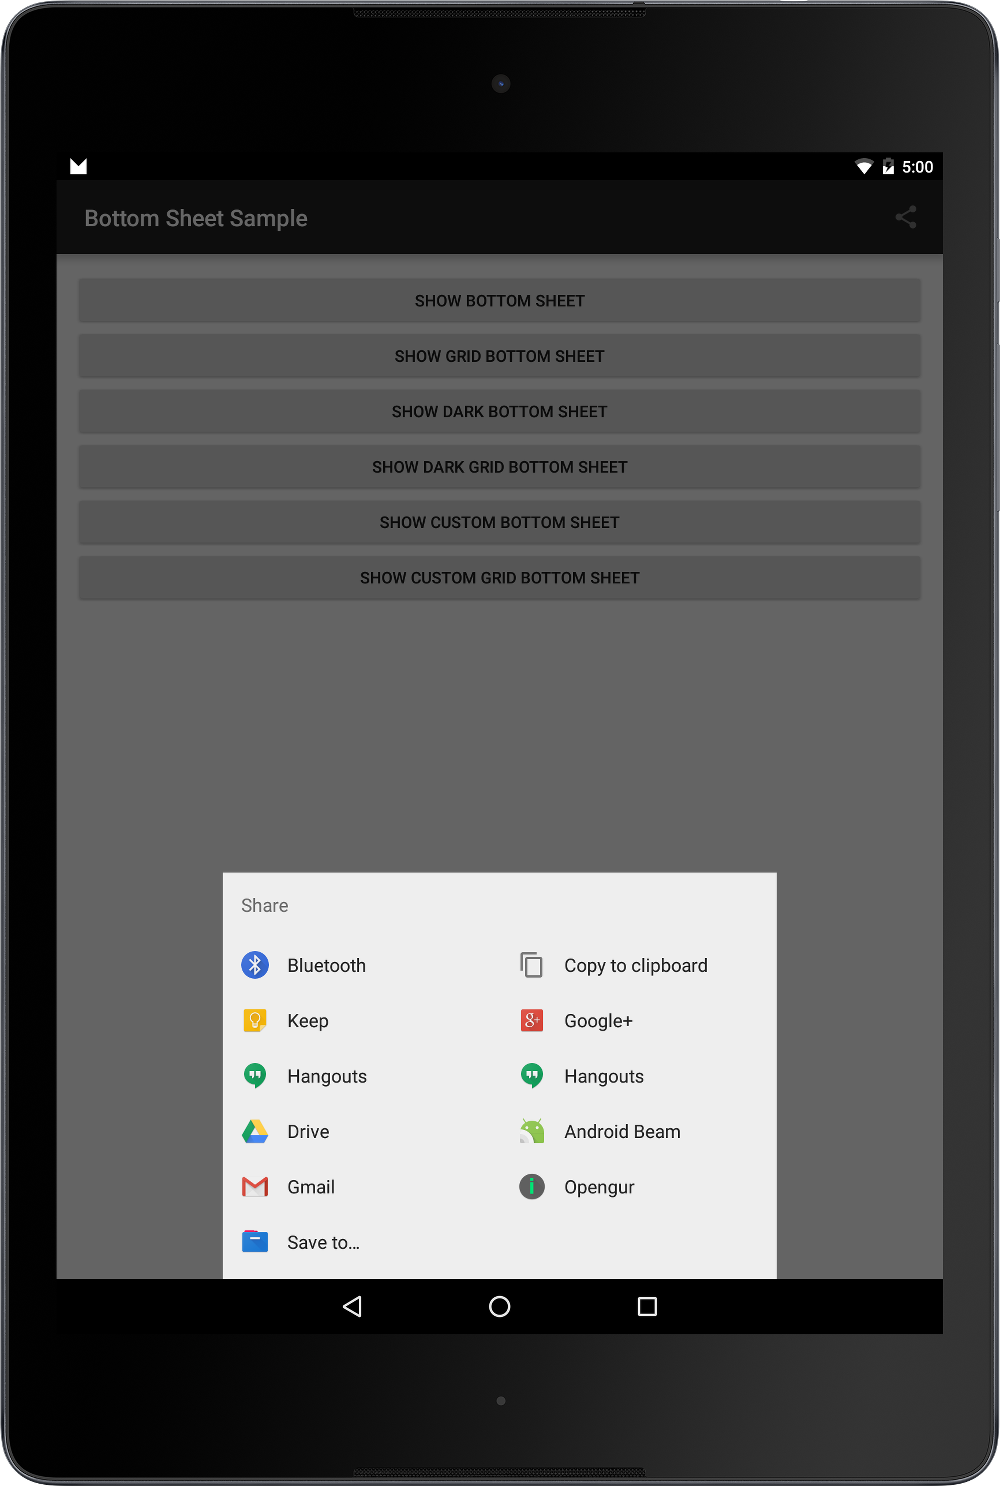 5:00
Bottom Sheet Sample
SHOW BOTTOM SHEET
SHOW GRID BOTTOM SHEET
SHOW DARK BOTTOM SHEET
SHOW DARK GRID BOTTOM SHEET
SHOW CUSTOM BOTTOM SHEET
SHOW CUSTOM GRID BOTTOM SHEET
Share
Bluetooth
Copy to clipboard
Keep
g+ Google+
Hangouts
Hangouts
Drive
Android Beam
Gmail
Opengur
Save to...